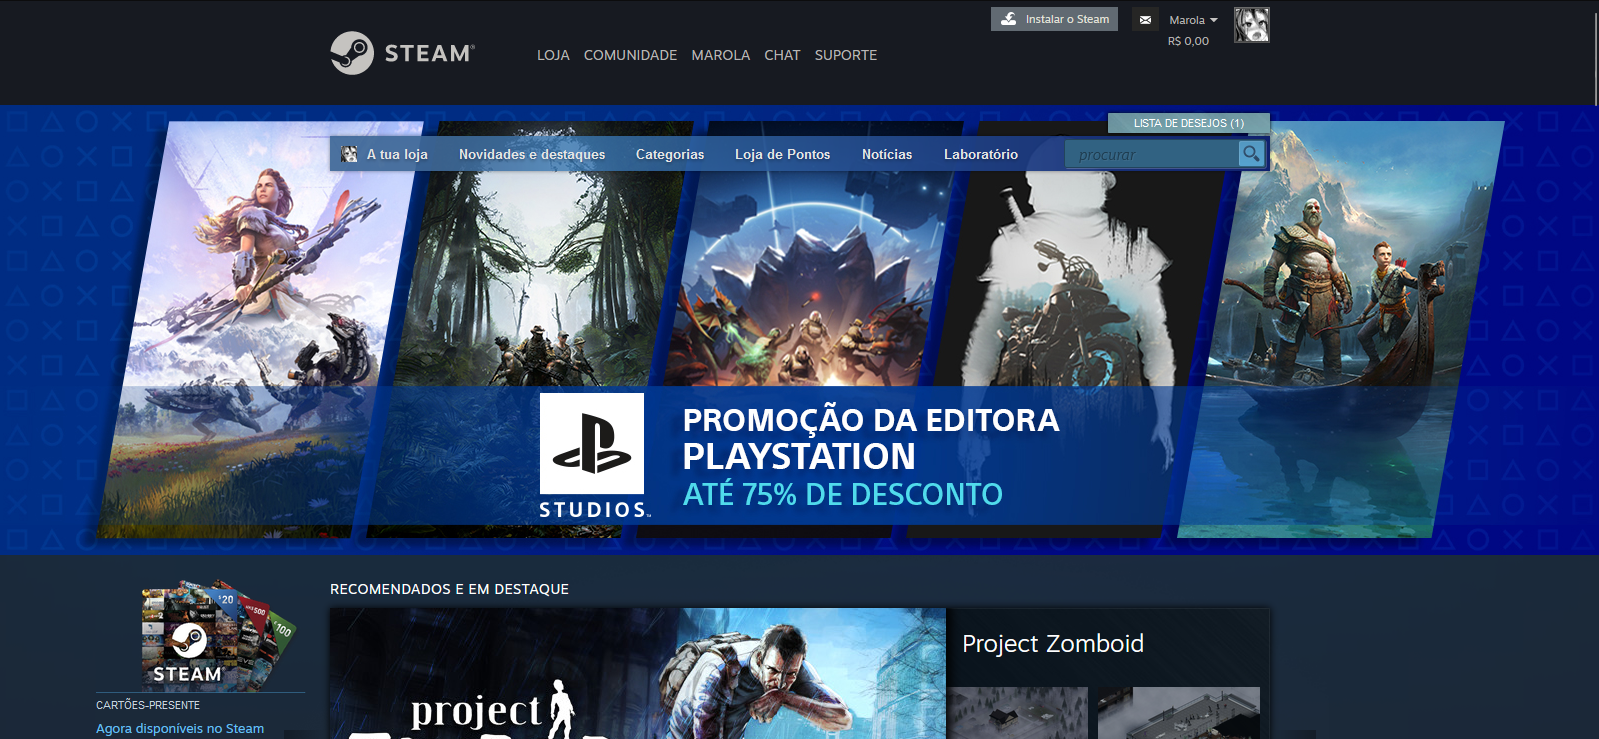 Instalar o Steam
Marola
R$ 0,00
STEAM®
LOJA COMUNIDADE MAROLA CHAT SUPORTE
LISTA DE DESEJOS (1)
A tua loja Novidades e destaques Categorias Loja de Pontos Notícias Laboratório procurar
PROMOÇÃO DA EDITORA
PLAYSTATION
ATÉ 75% DE DESCONTO
STUDIOS™
RECOMENDADOS E EM DESTAQUE
STEAM
CARTÕES-PRESENTE
Agora disponíveis no Steam
project
Project Zomboid